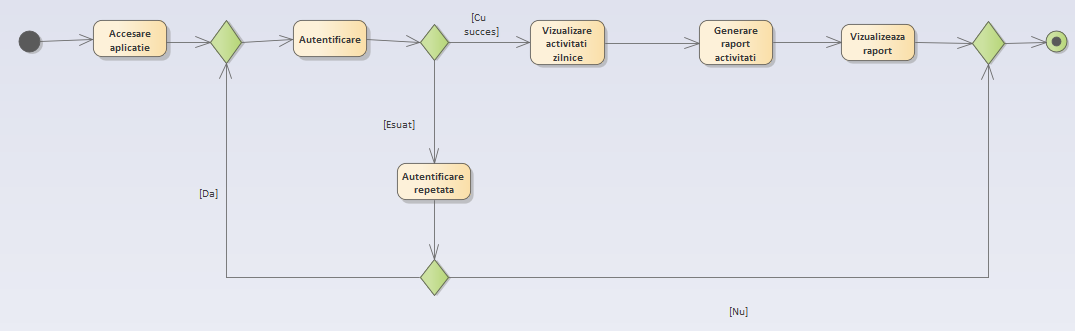 Accesare
aplicatie
Autentificare
[Cu
succes]
Vizualizare
activitati
zilnice
Generare
raport
activitati
Vizualizeaza
raport
[Esuat]
Autentificare
repetata
[Da]
[Nu]